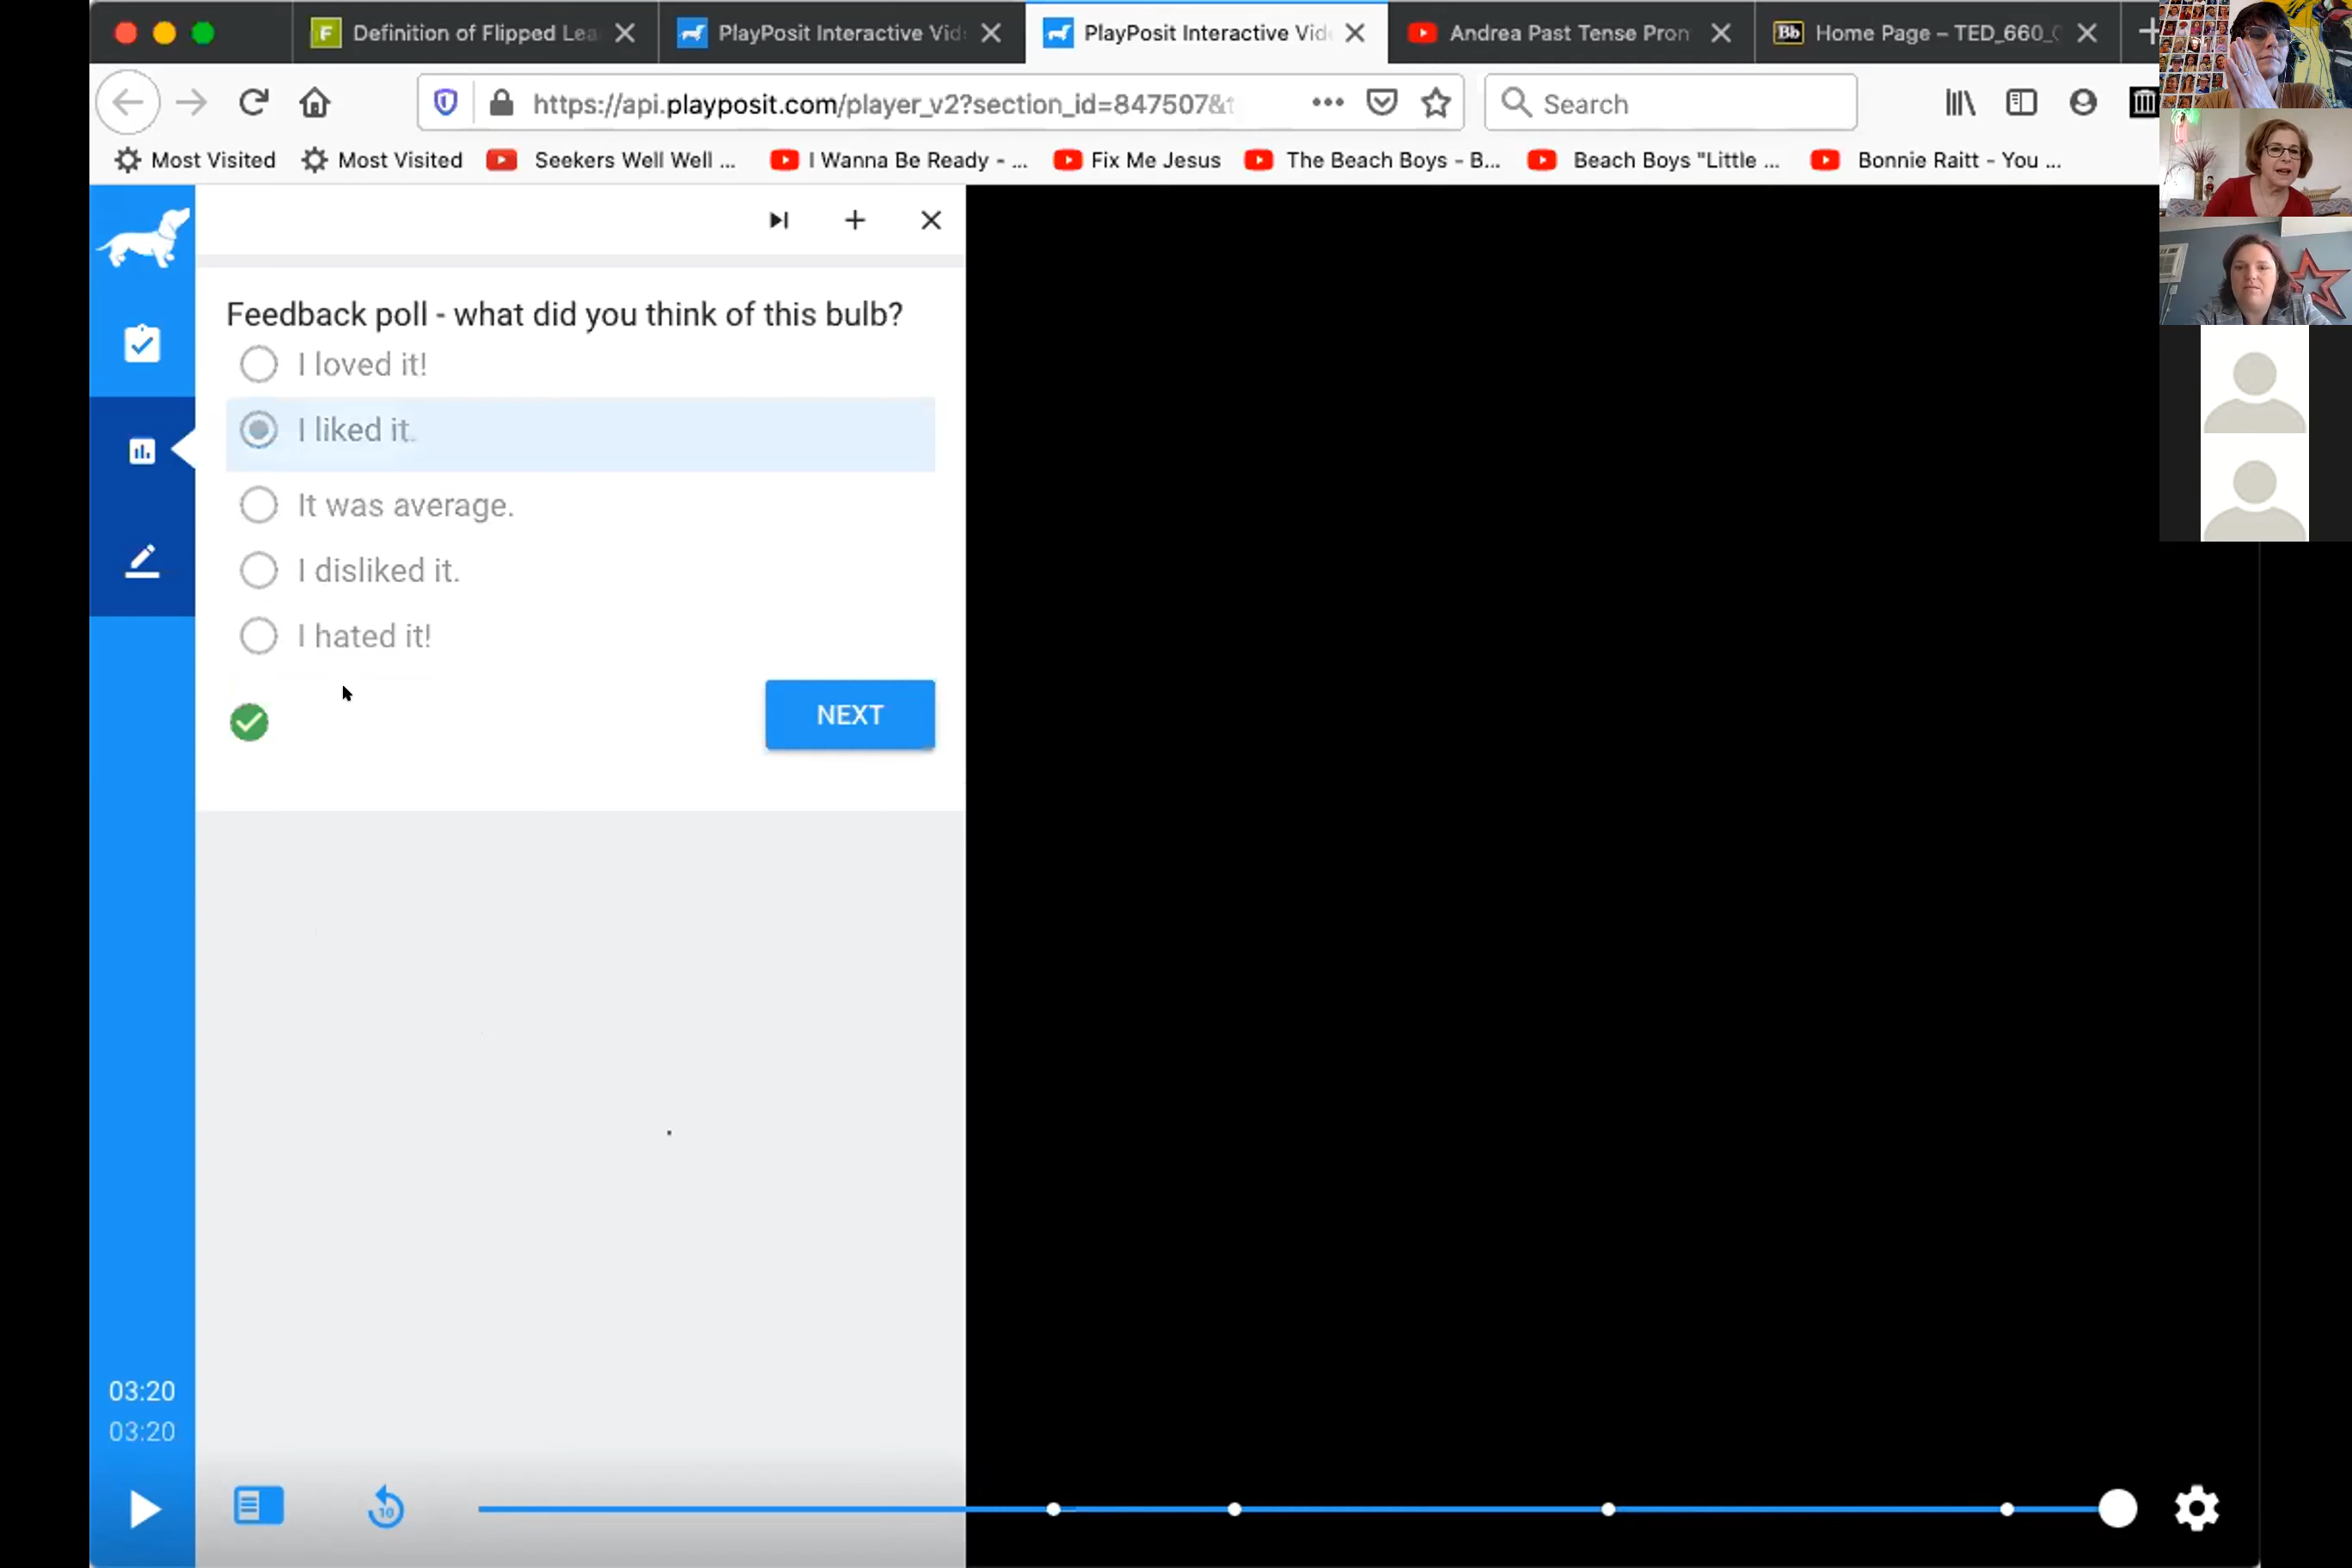 Definition of Flipped Lea
PlayPosit Interactive Vid
PlayPosit Interactive Vid
Andrea Past Tense Pron
Bb Home Page – TED_660_
https://api.playposit.com/player_v2?section_id=847507&t
Search
Most Visited
Most Visited
Seekers Well Well ...
I Wanna Be Ready - ...
Fix Me Jesus
The Beach Boys - B...
Beach Boys "Little ...
Bonnie Raitt - You ...
Feedback poll - what did you think of this bulb?
I loved it!
I liked it.
It was average.
I disliked it.
I hated it!
NEXT
03:20
03:20
10